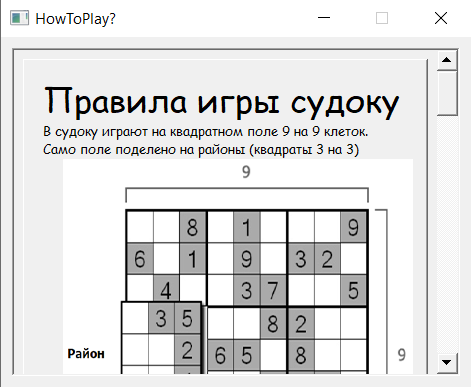 HowToPlay?
Правила игры судоку
В судоку играют на квадратном поле 9 на 9 клеток.
Само поле поделено на районы (квадраты 3 на 3)
9
8 1 9
6 1 9 3 2
4 3 7 5
3 5 8 2
2 6 5 8
Район 9